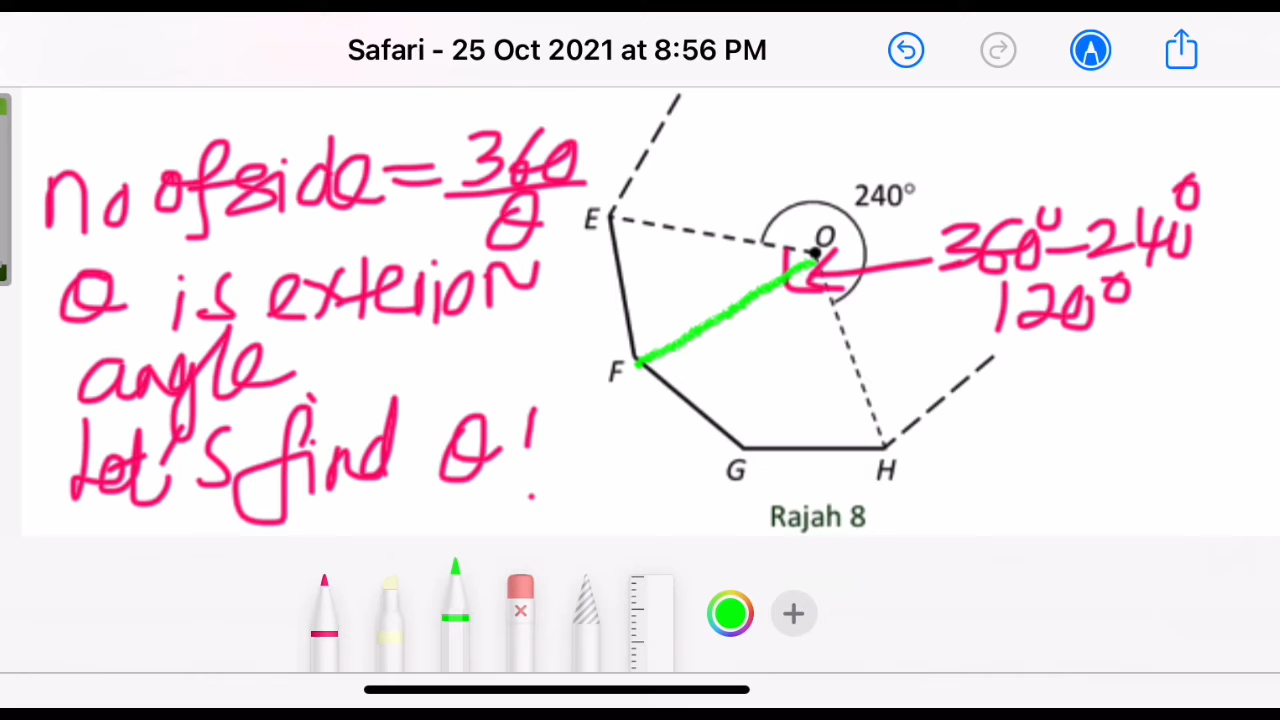 Safari - 25 Oct 2021 at 8:56 PM
no of side = 360/θ
θ is exterior
angle
Let's find θ!
240°
O
360° - 240°
120°
E
F
G
H
Rajah 8